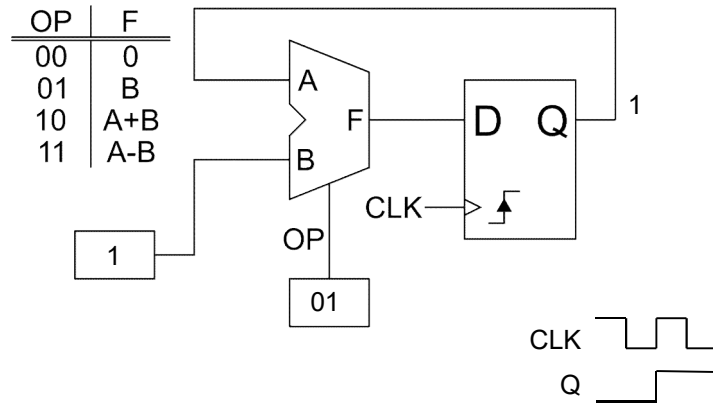 OP F
00 0
01 B
10 A+B
11 A-B
A
F
B
D Q
1
CLK
1
OP
01
CLK
Q